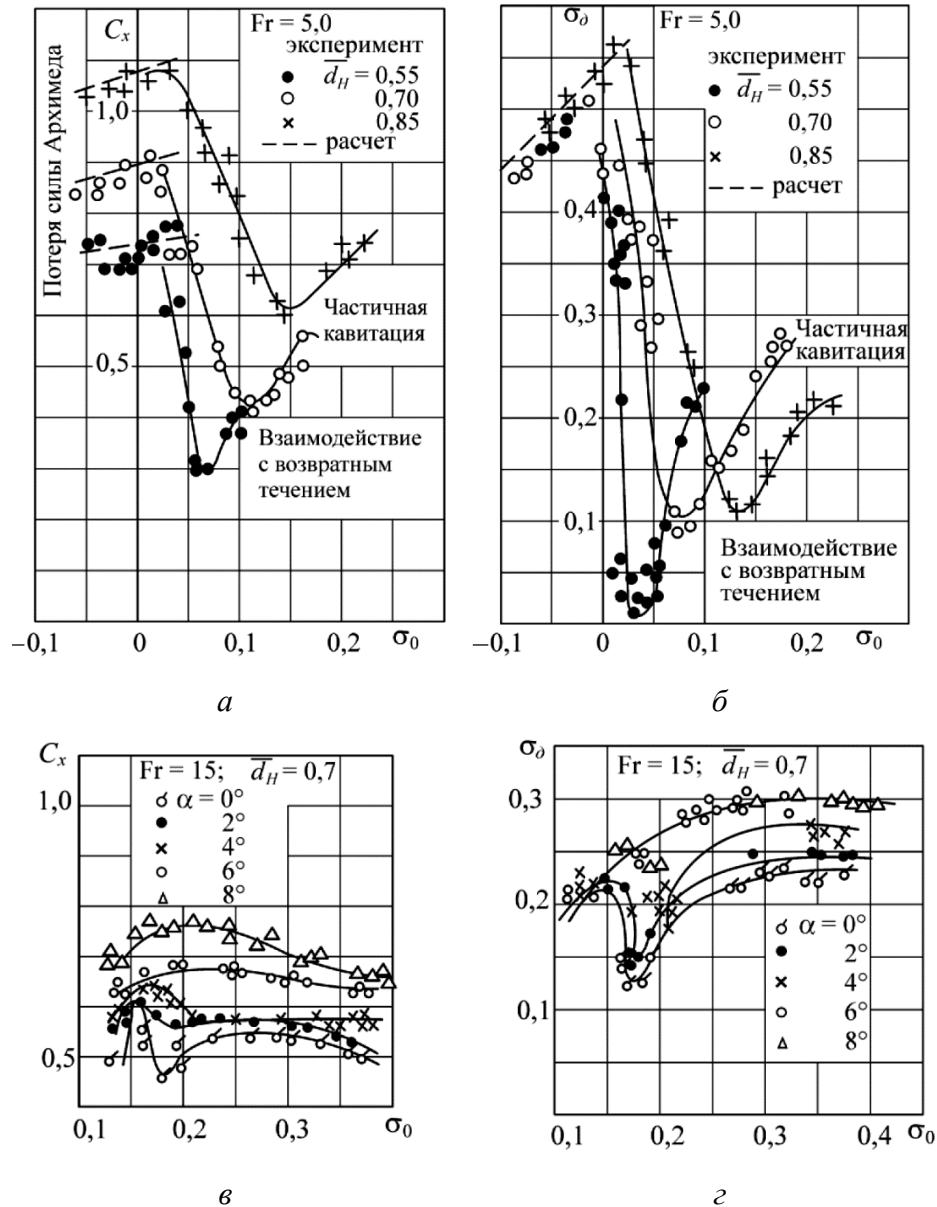 C_x
Fr = 5,0
эксперимент
d̅_H = 0,55
0,70
0,85
расчет
Потеря силы Архимеда
1,0
0,5
Частичная
кавитация
Взаимодействие
с возвратным
течением
–0,1 0 0,1 0,2 σ_0
а
σ_д
Fr = 5,0
эксперимент
d̅_H = 0,55
0,70
0,85
расчет
0,4
0,3
0,2
0,1
Частичная
кавитация
Взаимодействие
с возвратным
течением
–0,1 0 0,1 0,2 σ_0
б
C_x
Fr = 15; d̅_H = 0,7
α = 0°
2°
4°
6°
8°
1,0
0,5
0,1 0,2 0,3 σ_0
в
σ_д
Fr = 15; d̅_H = 0,7
0,3
0,2
0,1
α = 0°
2°
4°
6°
8°
0,1 0,2 0,3 0,4 σ_0
г